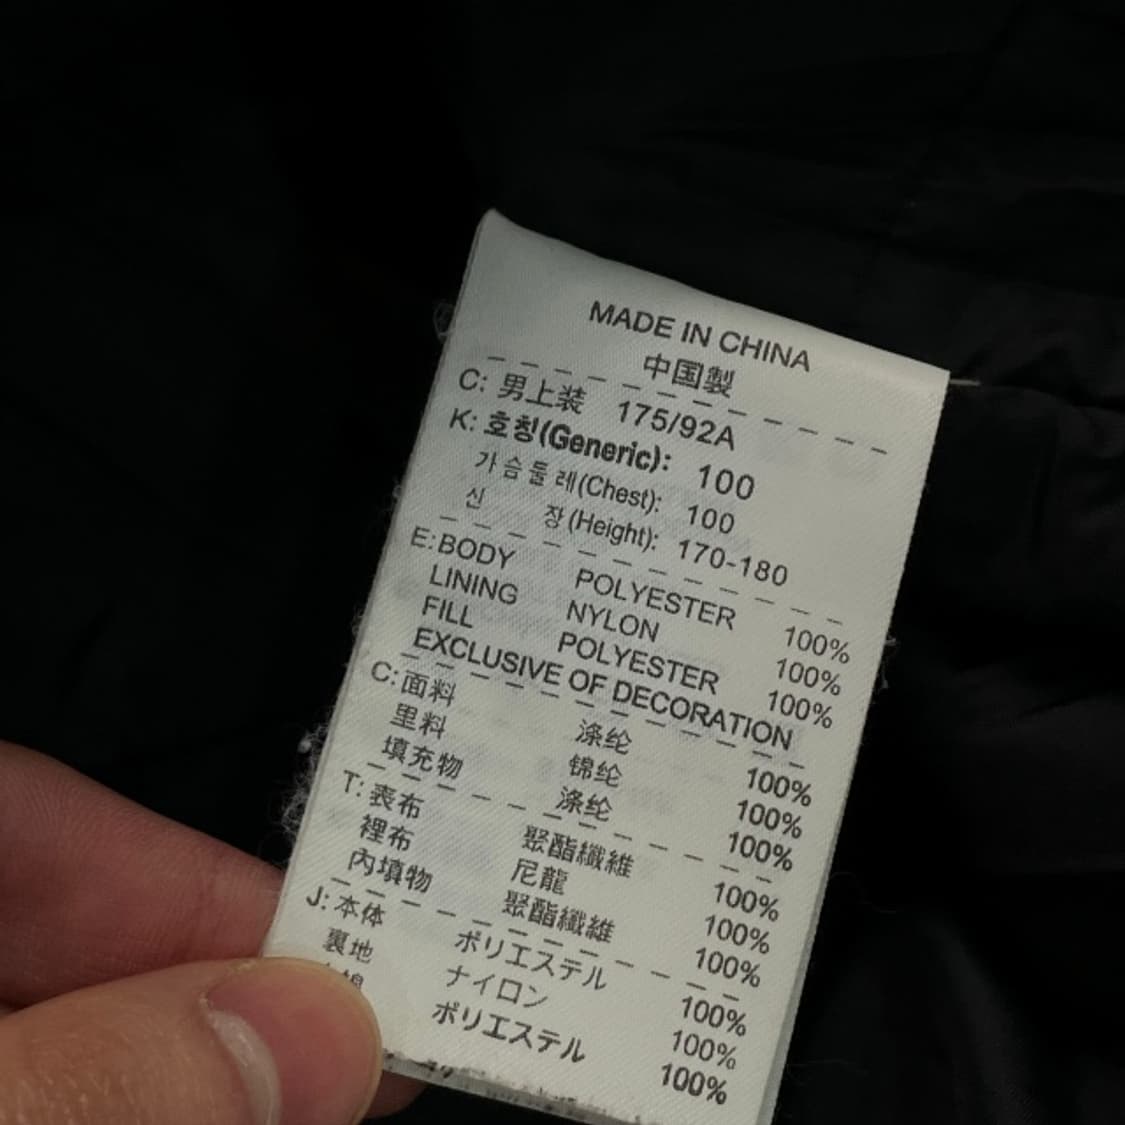 MADE IN CHINA
中国製
C: 男上装 175/92A
K: 호칭(Generic): 100
가슴둘레(Chest): 100
신 장(Height): 170-180
E:BODY POLYESTER 100%
LINING NYLON 100%
FILL POLYESTER 100%
EXCLUSIVE OF DECORATION
C:面料 涤纶 100%
里料 锦纶 100%
填充物 涤纶 100%
T:表布 聚酯纖維 100%
裡布 尼龍 100%
內填物 聚酯纖維 100%
J:本体 ポリエステル 100%
裏地 ナイロン 100%
綿 ポリエステル 100%